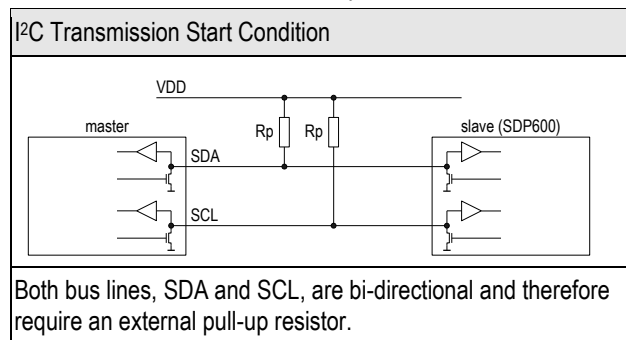 I²C Transmission Start Condition
VDD
master
Rp
Rp
slave (SDP600)
SDA
SCL
Both bus lines, SDA and SCL, are bi-directional and therefore
require an external pull-up resistor.